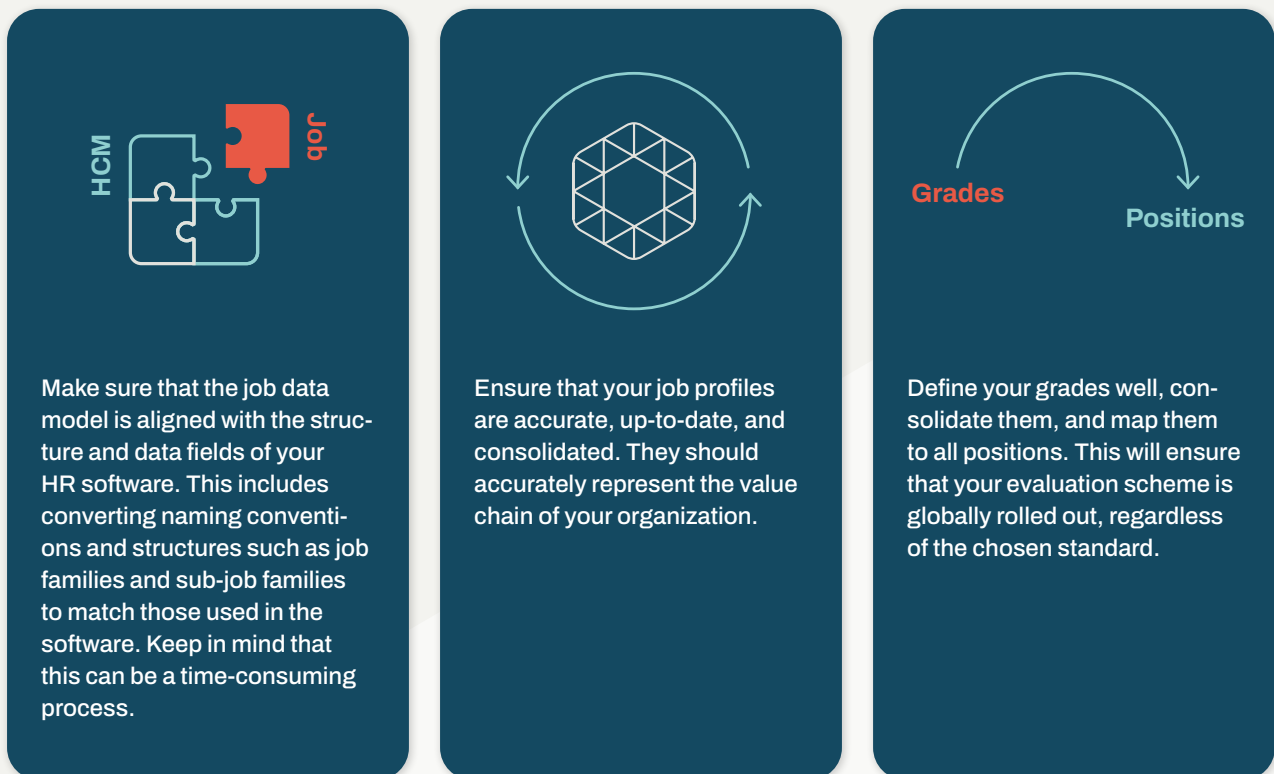 HCM
Job
Make sure that the job data
model is aligned with the struc-
ture and data fields of your
HR software. This includes
converting naming conventi-
ons and structures such as job
families and sub-job families
to match those used in the
software. Keep in mind that
this can be a time-consuming
process.
Ensure that your job profiles
are accurate, up-to-date, and
consolidated. They should
accurately represent the value
chain of your organization.
Grades
Positions
Define your grades well, con-
solidate them, and map them
to all positions. This will ensure
that your evaluation scheme is
globally rolled out, regardless
of the chosen standard.